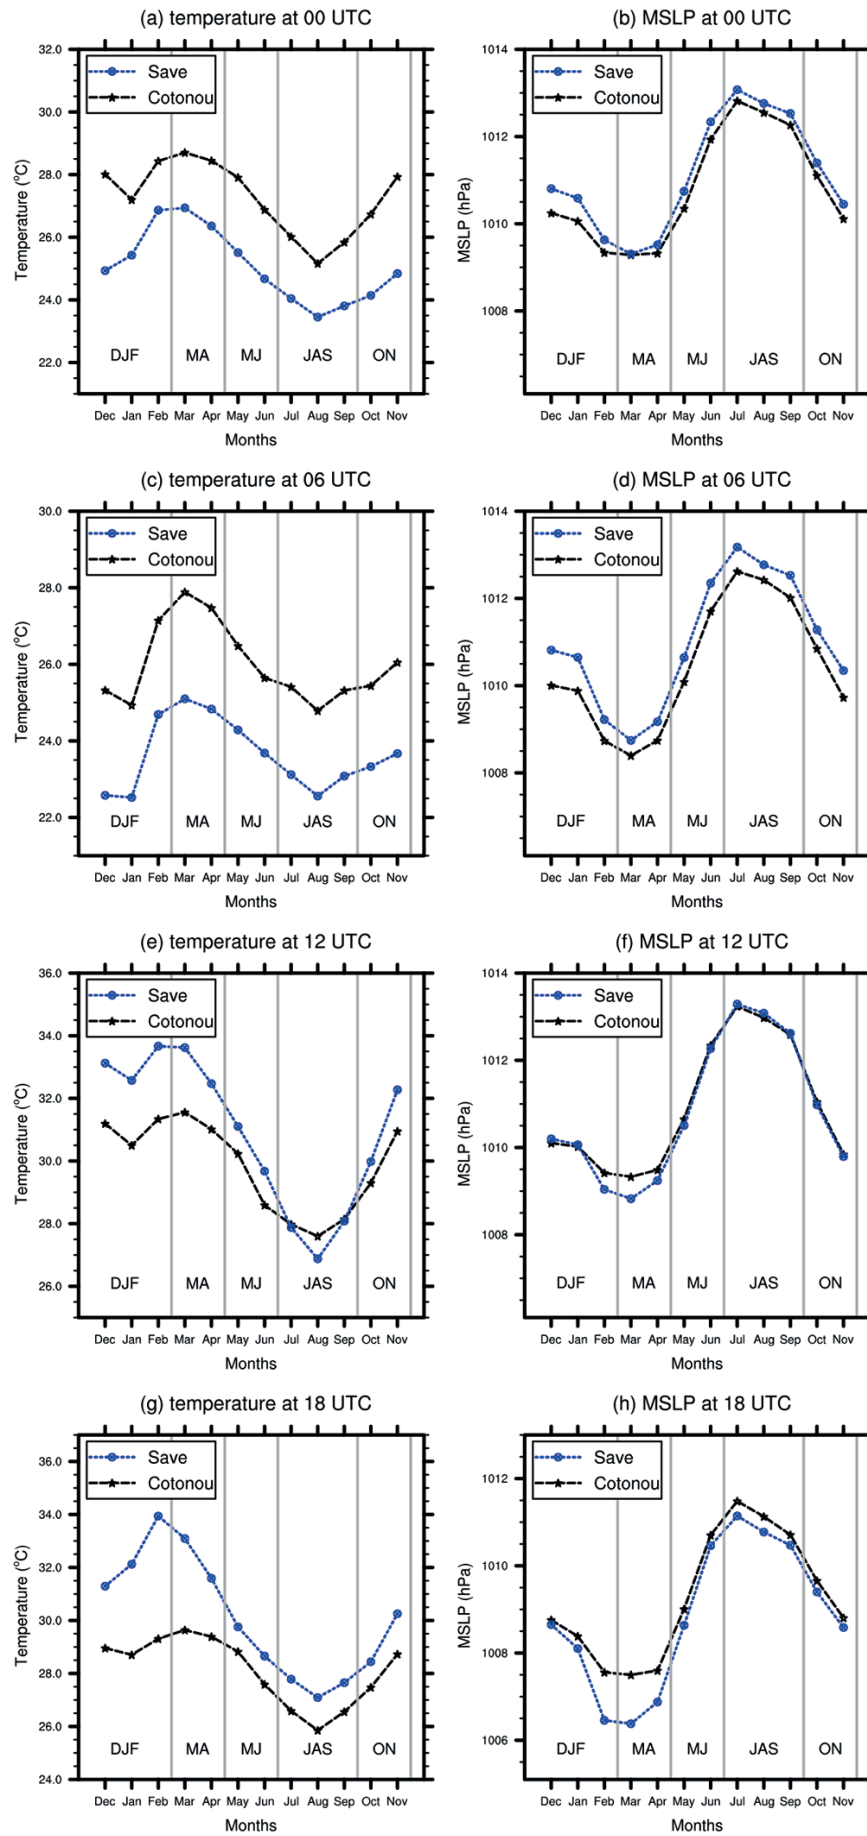 (a) temperature at 00 UTC
32.0
30.0
28.0
26.0
24.0
22.0
Temperature (°C)
Save
Cotonou
DJF MA MJ JAS ON
Dec Jan Feb Mar Apr May Jun Jul Aug Sep Oct Nov
Months
(b) MSLP at 00 UTC
1014
1012
1010
1008
MSLP (hPa)
Save
Cotonou
DJF MA MJ JAS ON
Dec Jan Feb Mar Apr May Jun Jul Aug Sep Oct Nov
Months
(c) temperature at 06 UTC
30.0
28.0
26.0
24.0
22.0
Temperature (°C)
Save
Cotonou
DJF MA MJ JAS ON
Dec Jan Feb Mar Apr May Jun Jul Aug Sep Oct Nov
Months
(d) MSLP at 06 UTC
1014
1012
1010
1008
MSLP (hPa)
Save
Cotonou
DJF MA MJ JAS ON
Dec Jan Feb Mar Apr May Jun Jul Aug Sep Oct Nov
Months
(e) temperature at 12 UTC
36.0
34.0
32.0
30.0
28.0
26.0
Temperature (°C)
Save
Cotonou
DJF MA MJ JAS ON
Dec Jan Feb Mar Apr May Jun Jul Aug Sep Oct Nov
Months
(f) MSLP at 12 UTC
1014
1012
1010
1008
MSLP (hPa)
Save
Cotonou
DJF MA MJ JAS ON
Dec Jan Feb Mar Apr May Jun Jul Aug Sep Oct Nov
Months
(g) temperature at 18 UTC
36.0
34.0
32.0
30.0
28.0
26.0
24.0
Temperature (°C)
Save
Cotonou
DJF MA MJ JAS ON
Dec Jan Feb Mar Apr May Jun Jul Aug Sep Oct Nov
Months
(h) MSLP at 18 UTC
1012
1010
1008
1006
MSLP (hPa)
Save
Cotonou
DJF MA MJ JAS ON
Dec Jan Feb Mar Apr May Jun Jul Aug Sep Oct Nov
Months